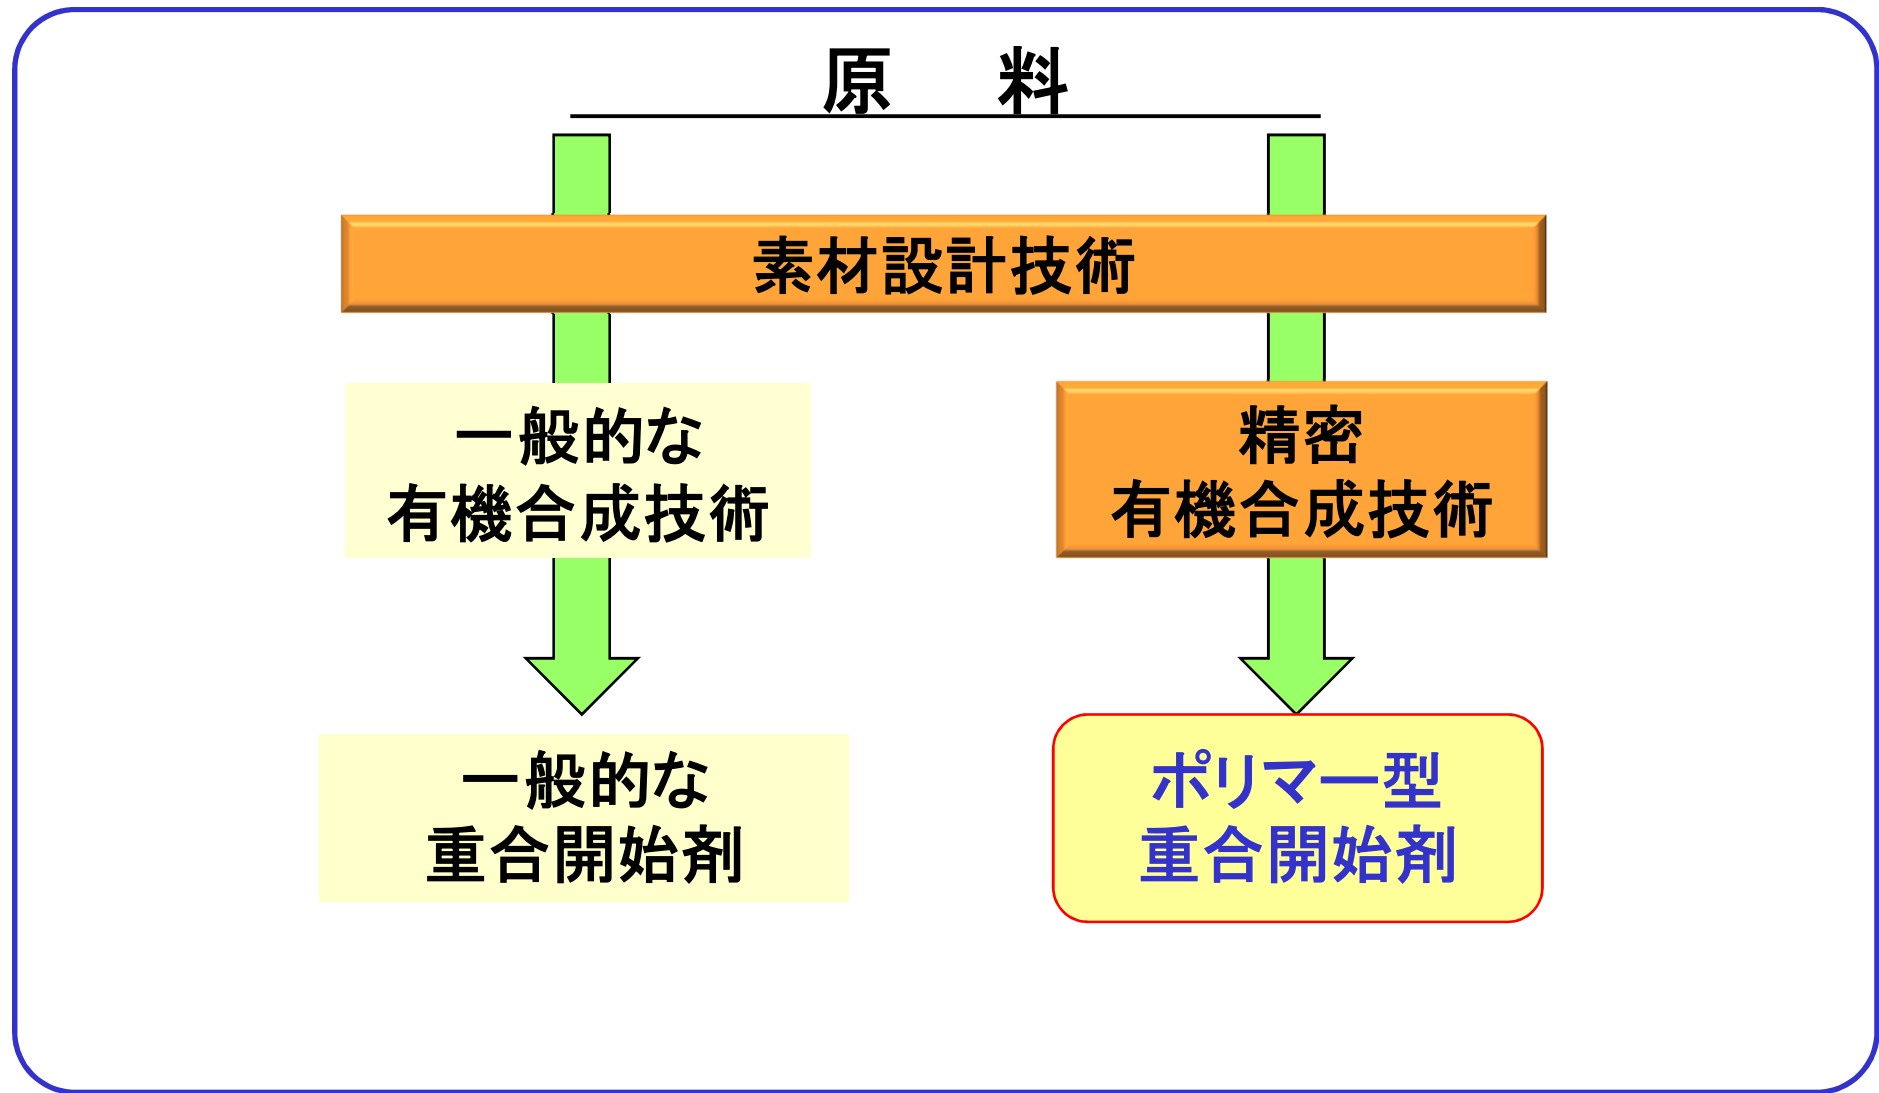 原　料
素材設計技術
一般的な
有機合成技術
精密
有機合成技術
一般的な
重合開始剤
ポリマー型
重合開始剤